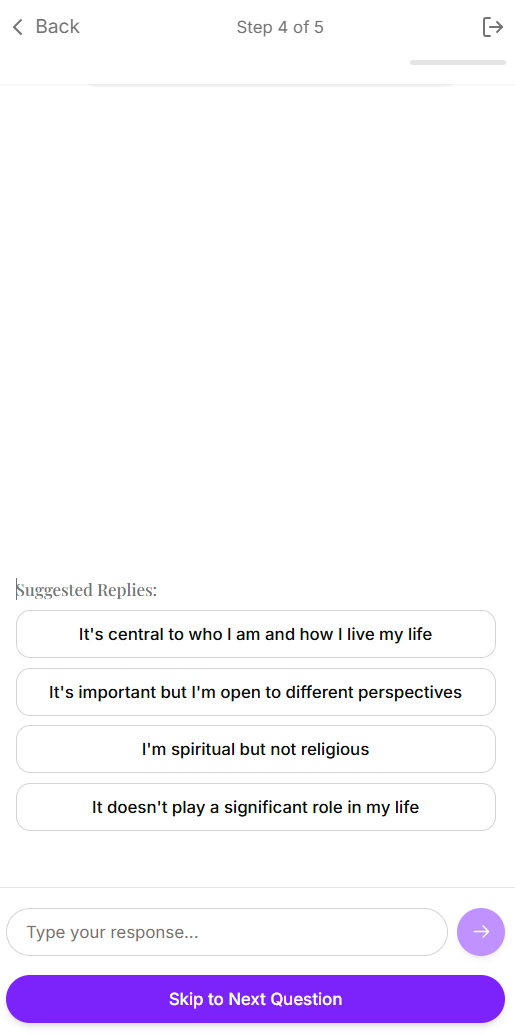 Back
Step 4 of 5
Suggested Replies:
It's central to who I am and how I live my life
It's important but I'm open to different perspectives
I'm spiritual but not religious
It doesn't play a significant role in my life
Type your response...
Skip to Next Question